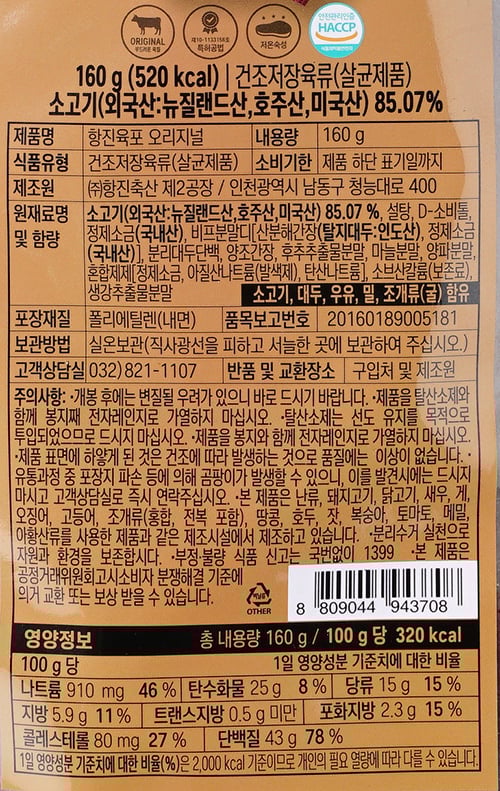 ORIGINAL
제10-1133158호
특허공법
저온숙성
안전관리인증
HACCP
식품의약품안전처
160 g (520 kcal) | 건조저장육류(살균제품)
소고기(외국산:뉴질랜드산,호주산,미국산) 85.07%
제품명 항진육포 오리지널 내용량 160 g
식품유형 건조저장육류(살균제품) 소비기한 제품 하단 표기일까지
제조원 ㈜항진축산 제2공장 / 인천광역시 남동구 청능대로 400
원재료명 소고기(외국산:뉴질랜드산,호주산,미국산) 85.07 %, 설탕, D-소비톨,
및 함량 정제소금(국내산), 비프분말디[산분해간장(탈지대두:인도산), 정제소금
(국내산)], 분리대두단백, 양조간장, 후추추출물분말, 마늘분말, 양파분말,
혼합제제[정제소금, 아질산나트륨(발색제), 탄산나트륨], 소브산칼륨(보존료),
생강추출물분말 소고기, 대두, 우유, 밀, 조개류(굴) 함유
포장재질 폴리에틸렌(내면) 품목보고번호 20160189005181
보관방법 실온보관(직사광선을 피하고 서늘한 곳에 보관하여 주십시오.)
고객상담실 032)821-1107 반품 및 교환장소 구입처 및 제조원
주의사항: •개봉 후에는 변질될 우려가 있으니 바로 드시기 바랍니다. •제품을 탈산소제와
함께 봉지째 전자레인지로 가열하지 마십시오. •탈산소제는 선도 유지를 목적으로
투입되었으므로 드시지 마십시오. •제품을 봉지와 함께 전자레인지로 가열하지 마십시오.
•제품 표면에 하얗게 된 것은 건조에 따라 발생하는 것으로 품질에는 이상이 없습니다. •
유통과정 중 포장지 파손 등에 의해 곰팡이가 발생할 수 있으니, 이를 발견시에는 드시지
마시고 고객상담실로 즉시 연락주십시오. •본 제품은 난류, 돼지고기, 닭고기, 새우, 게,
오징어, 고등어, 조개류(홍합, 전복 포함), 땅콩, 호두, 잣, 복숭아, 토마토, 메밀,
아황산류를 사용한 제품과 같은 제조시설에서 제조하고 있습니다. •분리수거 실천으로
자원과 환경을 보존합시다. •부정·불량 식품 신고는 국번없이 1399 •본 제품은
공정거래위원회고시소비자 분쟁해결 기준에
의거 교환 또는 보상 받을 수 있습니다.
비닐류
OTHER
8 809044 943708
영양정보 총 내용량 160 g / 100 g 당 320 kcal
100 g 당 1일 영양성분 기준치에 대한 비율
나트륨 910 mg 46 % 탄수화물 25 g 8 % 당류 15 g 15 %
지방 5.9 g 11 % 트랜스지방 0.5 g 미만 포화지방 2.3 g 15 %
콜레스테롤 80 mg 27 % 단백질 43 g 78 %
1일 영양성분 기준치에 대한 비율(%)은 2,000 kcal 기준이므로 개인의 필요 열량에 따라 다를 수 있습니다.